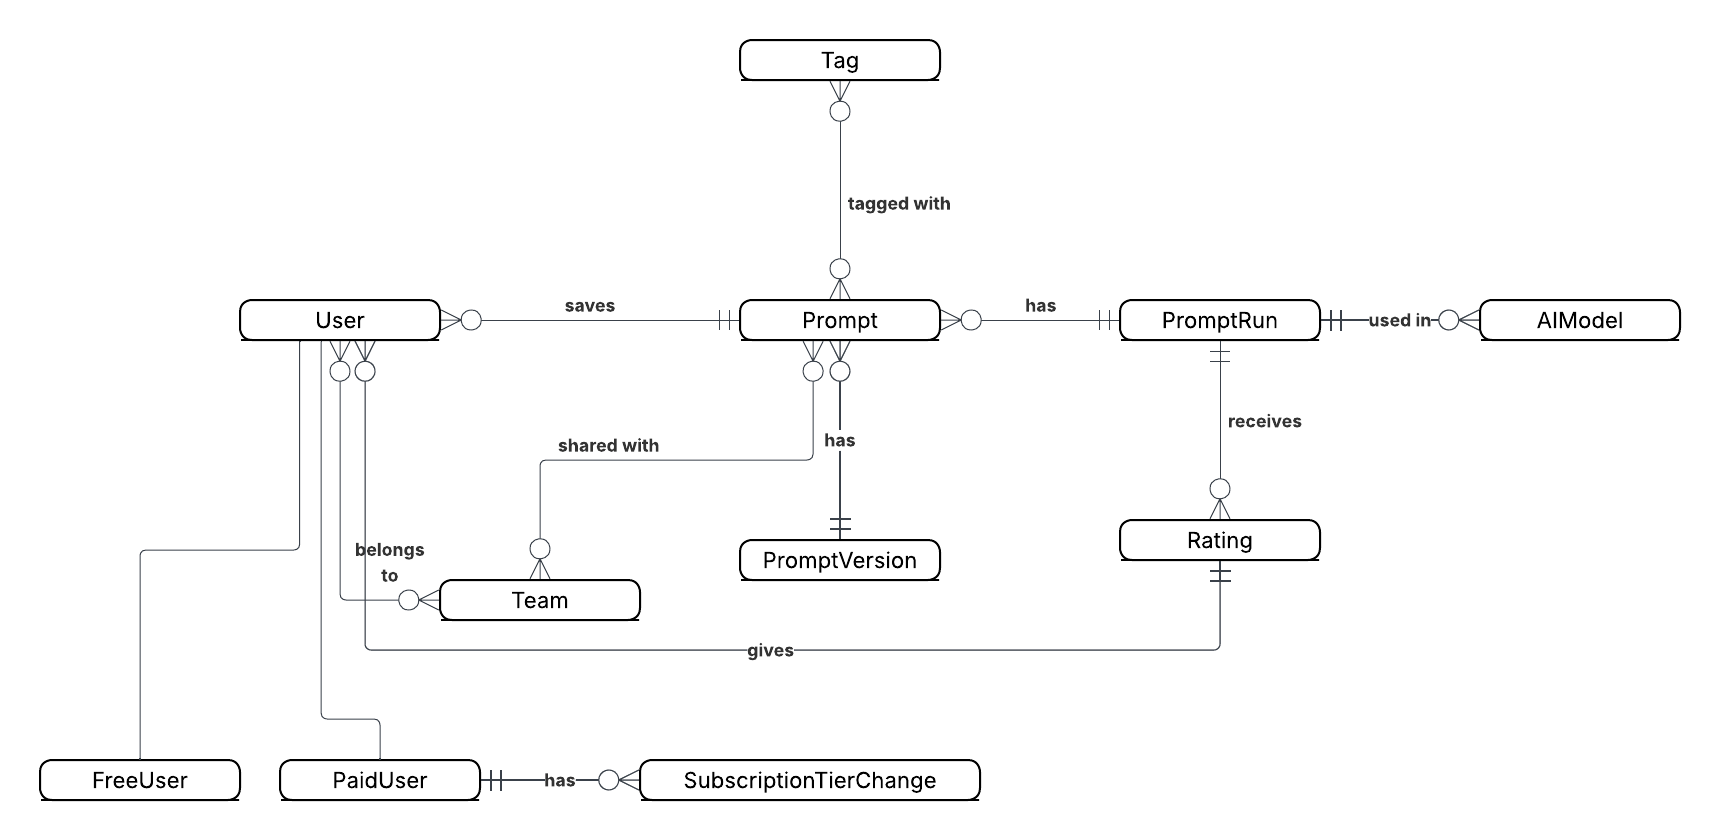 Tag
tagged with
User
saves
Prompt
has
PromptRun
used in
AIModel
shared with
has
receives
belongs
to
Team
PromptVersion
Rating
gives
FreeUser
PaidUser
has
SubscriptionTierChange